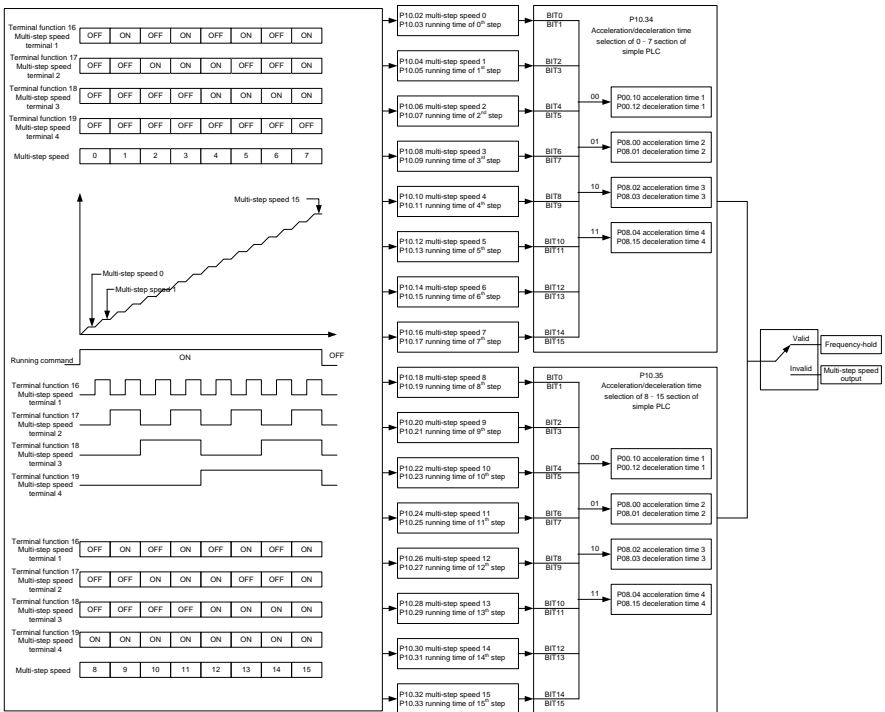 Terminal function 16
Multi-step speed
terminal 1
OFF ON OFF ON OFF ON OFF ON
Terminal function 17
Multi-step speed
terminal 2
OFF OFF ON ON OFF OFF ON ON
Terminal function 18
Multi-step speed
terminal 3
OFF OFF OFF OFF ON ON ON ON
Terminal function 19
Multi-step speed
terminal 4
OFF OFF OFF OFF OFF OFF OFF OFF
Multi-step speed
0 1 2 3 4 5 6 7
Multi-step speed 15
Multi-step speed 0
Multi-step speed 1
Running command
ON
OFF
Terminal function 16
Multi-step speed
terminal 1
Terminal function 17
Multi-step speed
terminal 2
Terminal function 18
Multi-step speed
terminal 3
Terminal function 19
Multi-step speed
terminal 4
Terminal function 16
Multi-step speed
terminal 1
OFF ON OFF ON OFF ON OFF ON
Terminal function 17
Multi-step speed
terminal 2
OFF OFF ON ON OFF OFF ON ON
Terminal function 18
Multi-step speed
terminal 3
OFF OFF OFF OFF ON ON ON ON
Terminal function 19
Multi-step speed
terminal 4
ON ON ON ON ON ON ON ON
Multi-step speed
8 9 10 11 12 13 14 15
P10.02 multi-step speed 0
P10.03 running time of 0th step
P10.04 multi-step speed 1
P10.05 running time of 1st step
P10.06 multi-step speed 2
P10.07 running time of 2nd step
P10.08 multi-step speed 3
P10.09 running time of 3rd step
P10.10 multi-step speed 4
P10.11 running time of 4th step
P10.12 multi-step speed 5
P10.13 running time of 5th step
P10.14 multi-step speed 6
P10.15 running time of 6th step
P10.16 multi-step speed 7
P10.17 running time of 7th step
P10.18 multi-step speed 8
P10.19 running time of 8th step
P10.20 multi-step speed 9
P10.21 running time of 9th step
P10.22 multi-step speed 10
P10.23 running time of 10th step
P10.24 multi-step speed 11
P10.25 running time of 11th step
P10.26 multi-step speed 12
P10.27 running time of 12th step
P10.28 multi-step speed 13
P10.29 running time of 13th step
P10.30 multi-step speed 14
P10.31 running time of 14th step
P10.32 multi-step speed 15
P10.33 running time of 15th step
BIT0
BIT1
BIT2
BIT3
BIT4
BIT5
BIT6
BIT7
BIT8
BIT9
BIT10
BIT11
BIT12
BIT13
BIT14
BIT15
P10.34
Acceleration/deceleration time
selection of 0 - 7 section of
simple PLC
00
P00.10 acceleration time 1
P00.12 deceleration time 1
01
P08.00 acceleration time 2
P08.01 deceleration time 2
10
P08.02 acceleration time 3
P08.03 deceleration time 3
11
P08.04 acceleration time 4
P08.15 deceleration time 4
BIT0
BIT1
BIT2
BIT3
BIT4
BIT5
BIT6
BIT7
BIT8
BIT9
BIT10
BIT11
BIT12
BIT13
BIT14
BIT15
P10.35
Acceleration/deceleration time
selection of 8 - 15 section of
simple PLC
00
P00.10 acceleration time 1
P00.12 deceleration time 1
01
P08.00 acceleration time 2
P08.01 deceleration time 2
10
P08.02 acceleration time 3
P08.03 deceleration time 3
11
P08.04 acceleration time 4
P08.15 deceleration time 4
Valid
Frequency-hold
Invalid
Multi-step speed
output